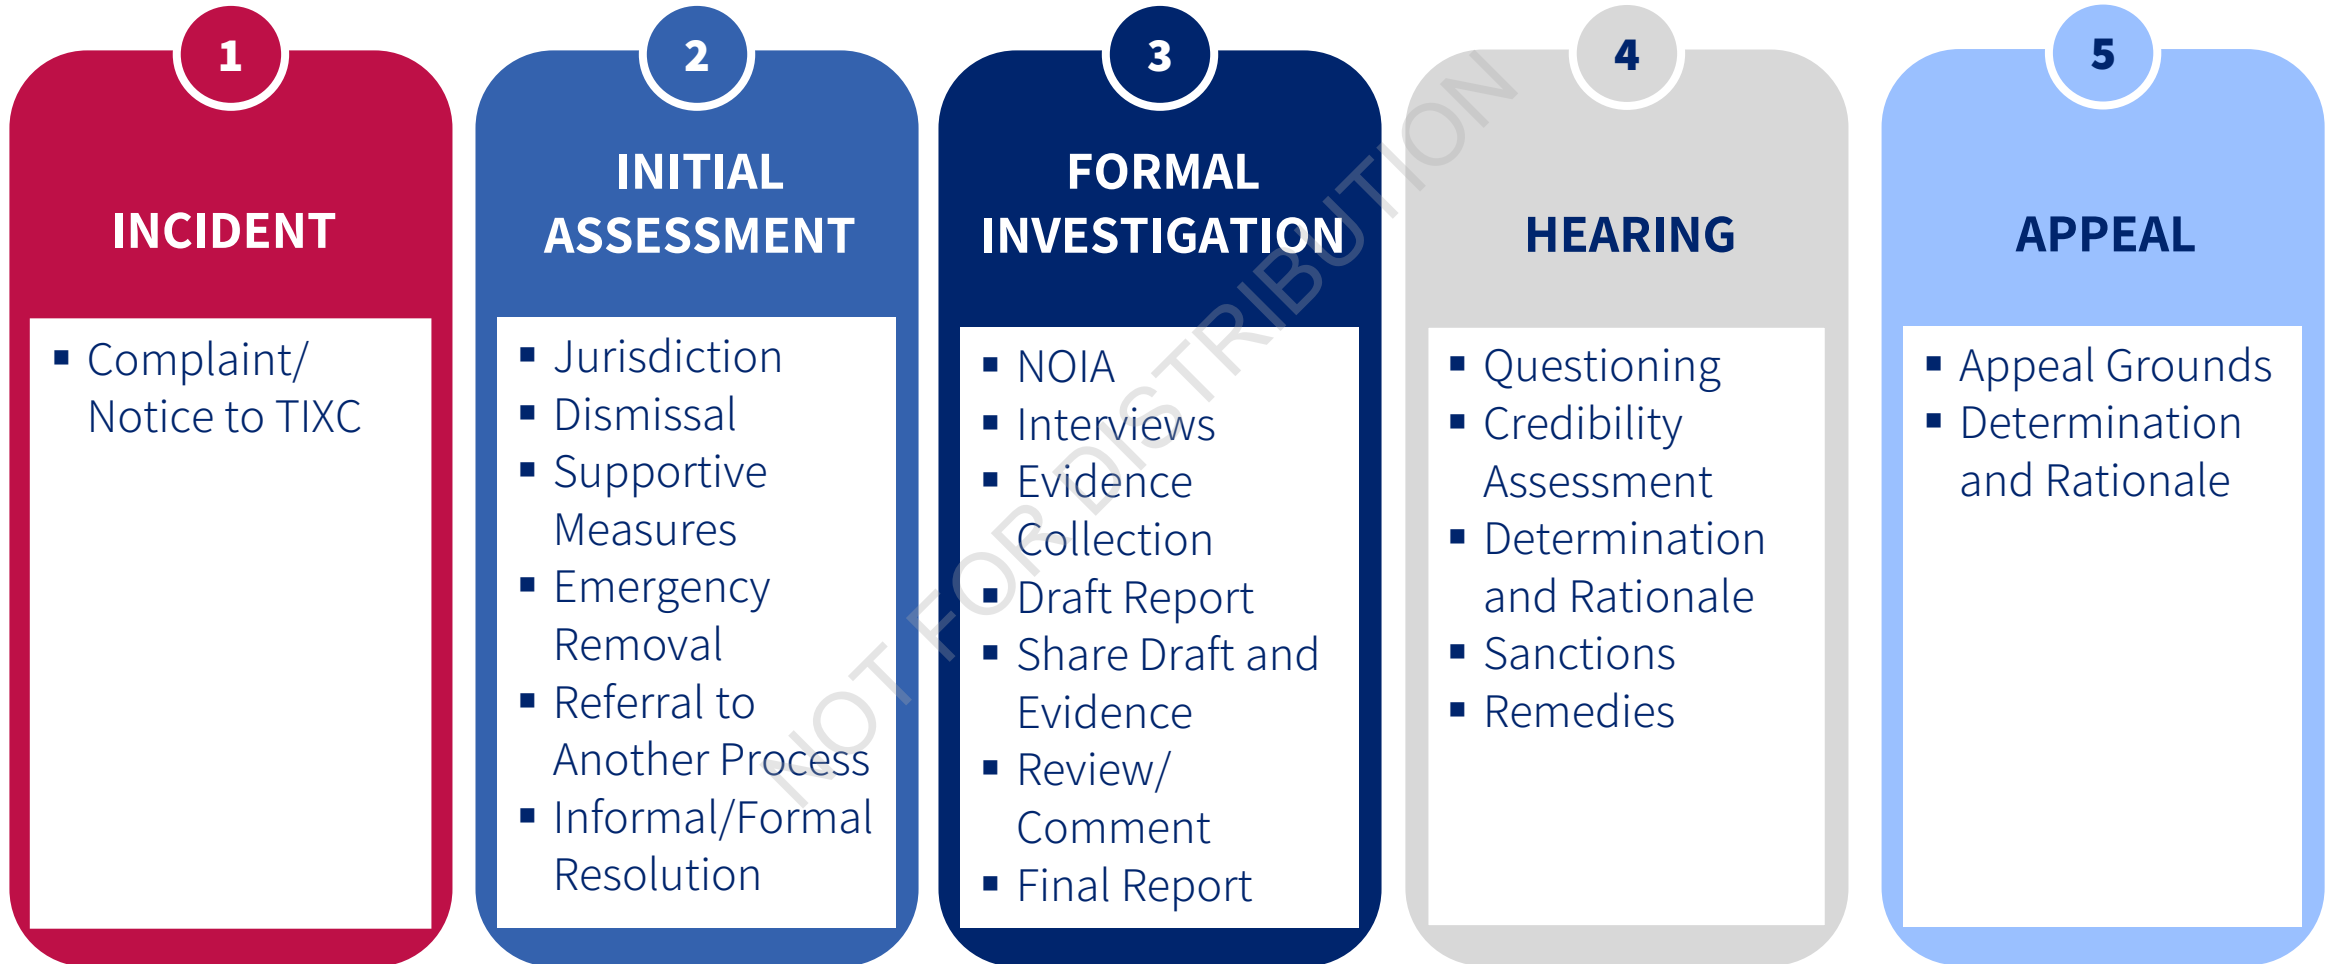 1
INCIDENT
▪ Complaint/
Notice to TIXC
2
INITIAL
ASSESSMENT
▪ Jurisdiction
▪ Dismissal
▪ Supportive
Measures
▪ Emergency
Removal
▪ Referral to
Another Process
▪ Informal/Formal
Resolution
3
FORMAL
INVESTIGATION
▪ NOIA
▪ Interviews
▪ Evidence
Collection
▪ Draft Report
▪ Share Draft and
Evidence
▪ Review/
Comment
▪ Final Report
4
HEARING
▪ Questioning
▪ Credibility
Assessment
▪ Determination
and Rationale
▪ Sanctions
▪ Remedies
5
APPEAL
▪ Appeal Grounds
▪ Determination
and Rationale
NOT FOR DISTRIBUTION